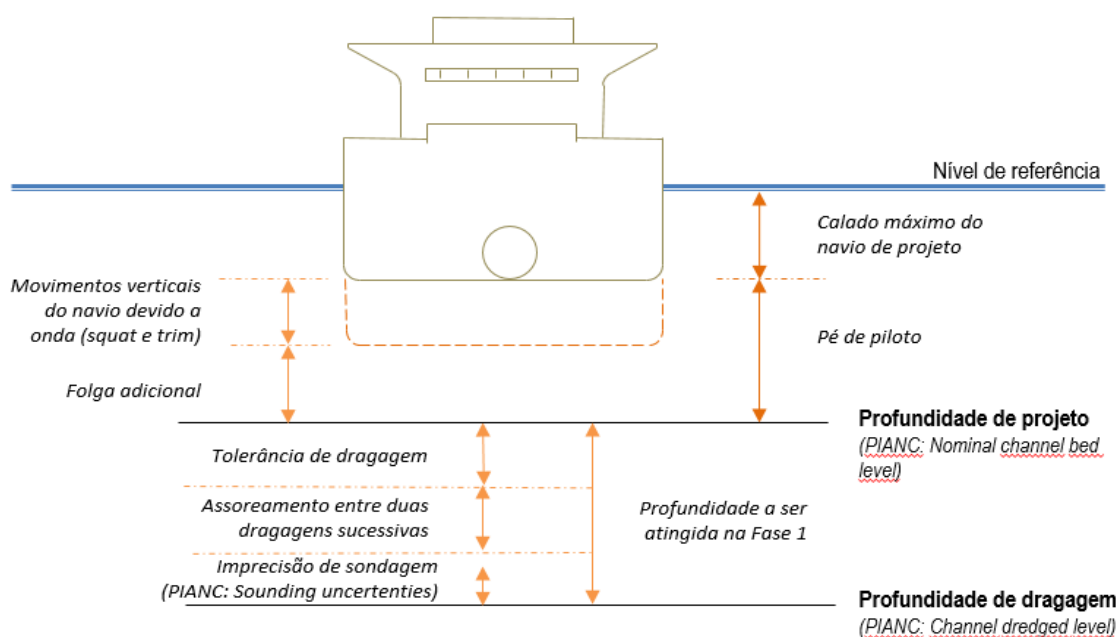 Nível de referência
Calado máximo do
navio de projeto
Movimentos verticais
do navio devido a
onda (squat e trim)
Pé de piloto
Folga adicional
Profundidade de projeto
(PIANC: Nominal channel bed
level)
Tolerância de dragagem
Assoreamento entre duas
dragagens sucessivas
Profundidade a ser
atingida na Fase 1
Imprecisão de sondagem
(PIANC: Sounding uncertenties)
Profundidade de dragagem
(PIANC: Channel dredged level)